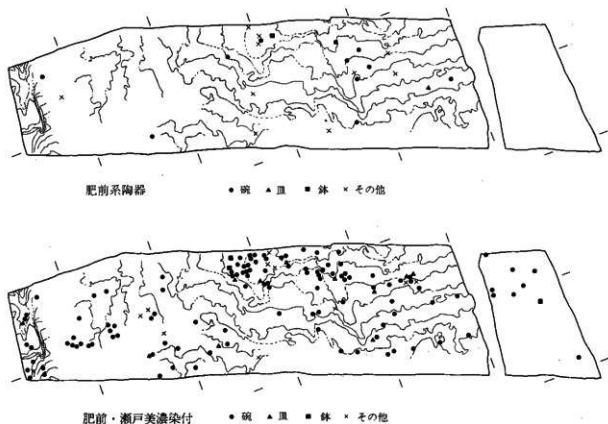 肥前系陶器 ● 碗 ▲ 皿 ■ 鉢 × その他
肥前・瀬戸美濃染付 ● 碗 ▲ 皿 ■ 鉢 × その他